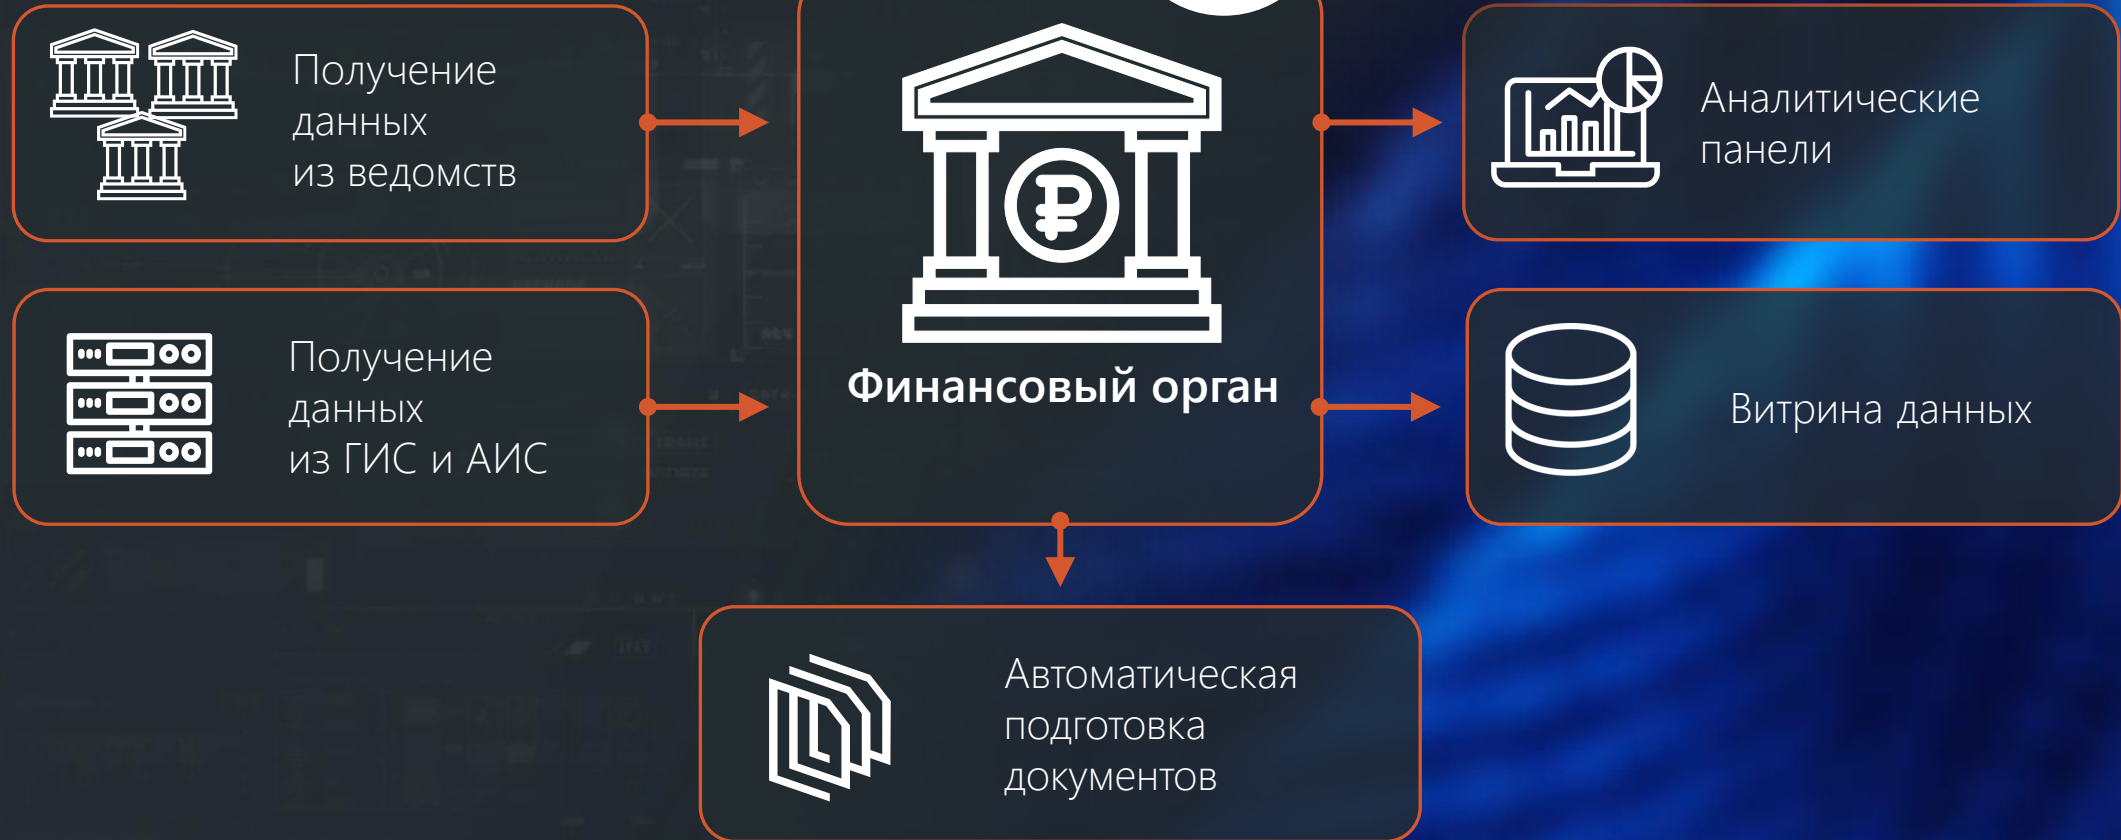 Получение
данных
из ведомств
Получение
данных
из ГИС и АИС
Финансовый орган
Аналитические
панели
Витрина данных
Автоматическая
подготовка
документов